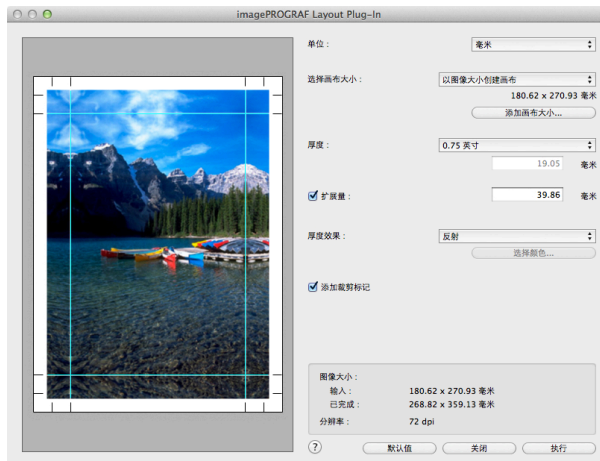 imagePROGRAF Layout Plug-In
单位：
毫米
选择画布大小：
以图像大小创建画布
180.62 x 270.93 毫米
添加画布大小...
厚度：
0.75 英寸
19.05 毫米
扩展量：
39.86 毫米
厚度效果：
反射
选择颜色...
添加裁剪标记
图像大小：
输入： 180.62 x 270.93 毫米
已完成： 268.82 x 359.13 毫米
分辨率： 72 dpi
? 默认值 关闭 执行